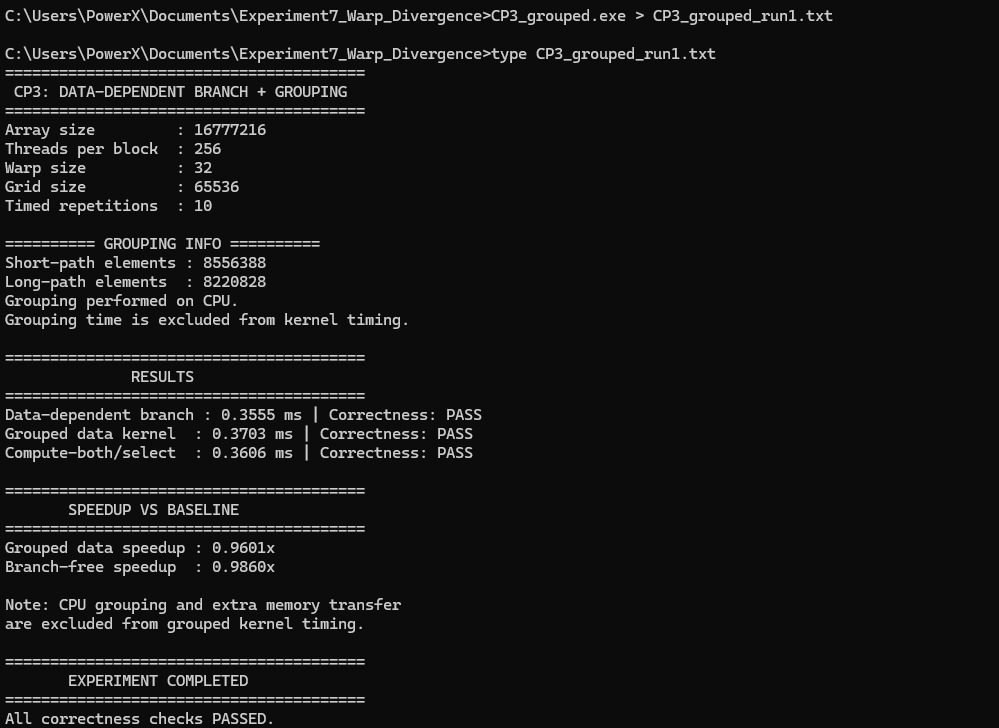 C:\Users\PowerX\Documents\Experiment7_Warp_Divergence>CP3_grouped.exe > CP3_grouped_run1.txt
C:\Users\PowerX\Documents\Experiment7_Warp_Divergence>type CP3_grouped_run1.txt
========================================
 CP3: DATA-DEPENDENT BRANCH + GROUPING
========================================
Array size         : 16777216
Threads per block  : 256
Warp size          : 32
Grid size          : 65536
Timed repetitions  : 10
========== GROUPING INFO ==========
Short-path elements : 8556388
Long-path elements  : 8220828
Grouping performed on CPU.
Grouping time is excluded from kernel timing.
========================================
              RESULTS
========================================
Data-dependent branch : 0.3555 ms | Correctness: PASS
Grouped data kernel  : 0.3703 ms | Correctness: PASS
Compute-both/select  : 0.3606 ms | Correctness: PASS
========================================
       SPEEDUP VS BASELINE
========================================
Grouped data speedup : 0.9601x
Branch-free speedup  : 0.9860x
Note: CPU grouping and extra memory transfer
are excluded from grouped kernel timing.
========================================
       EXPERIMENT COMPLETED
========================================
All correctness checks PASSED.